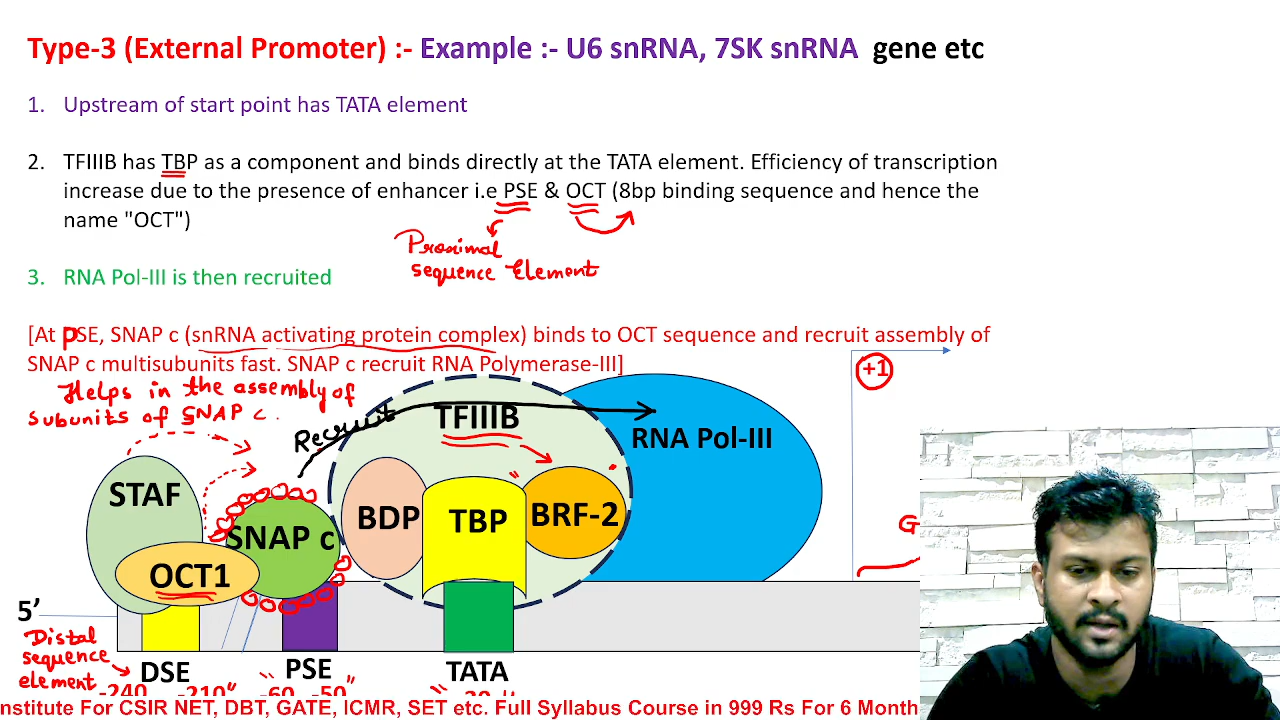 Type-3 (External Promoter) :- Example :- U6 snRNA, 7SK snRNA gene etc
1. Upstream of start point has TATA element
2. TFIIIB has TBP as a component and binds directly at the TATA element. Efficiency of transcription
increase due to the presence of enhancer i.e PSE & OCT (8bp binding sequence and hence the
name "OCT")
Proximal
sequence Element
3. RNA Pol-III is then recruited
[At PSE, SNAP c (snRNA activating protein complex) binds to OCT sequence and recruit assembly of
SNAP c multisubunits fast. SNAP c recruit RNA Polymerase-III]
+1
Helps in the assembly of
subunits of SNAP c.
Recruit
TFIIIB
RNA Pol-III
STAF
SNAP c
BDP
TBP
BRF-2
OCT1
G
5’
Distal
sequence
element
DSE
PSE
TATA
-240 -210"
"-60 -50"
nstitute For CSIR NET, DBT, GATE, ICMR, SET etc. Full Syllabus Course in 999 Rs For 6 Month